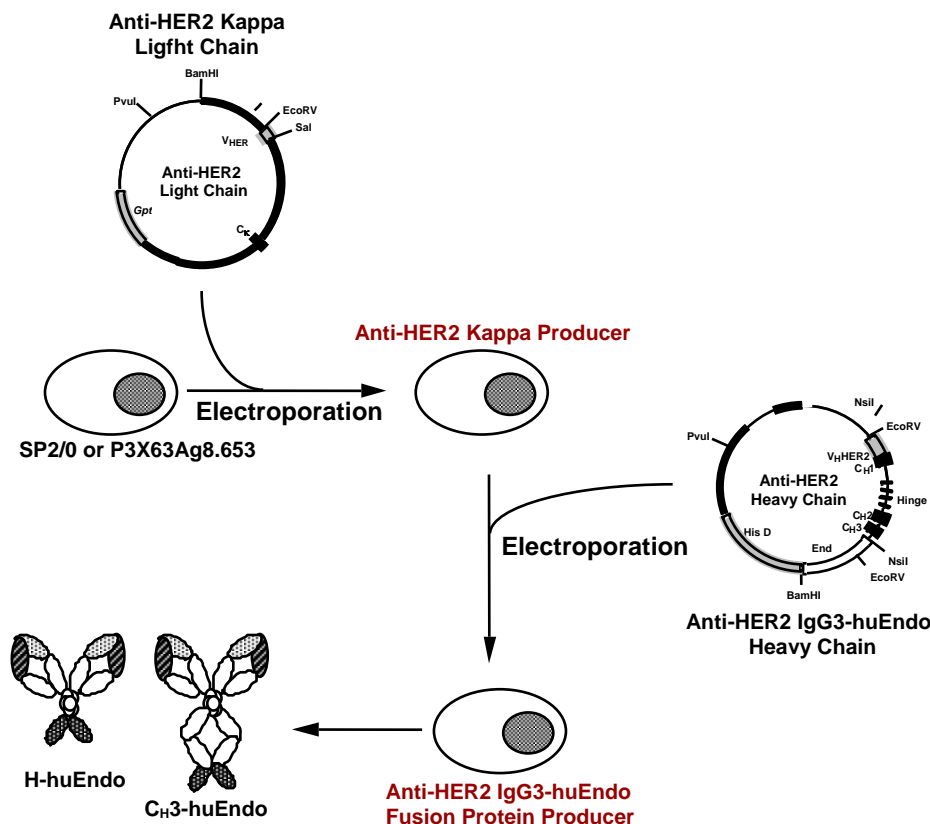 Anti-HER2 Kappa
Ligfht Chain
BamHI
PvuI
EcoRV
Sal
VHER
Anti-HER2
Light Chain
Gpt
Cκ
Anti-HER2 Kappa Producer
Electroporation
SP2/0 or P3X63Ag8.653
NsiI
EcoRV
PvuI
VHHER2
CH1
Anti-HER2
Heavy Chain
Hinge
CH2
CH3
His D
End
NsiI
EcoRV
BamHI
Electroporation
Anti-HER2 IgG3-huEndo
Heavy Chain
H-huEndo
CH3-huEndo
Anti-HER2 IgG3-huEndo
Fusion Protein Producer